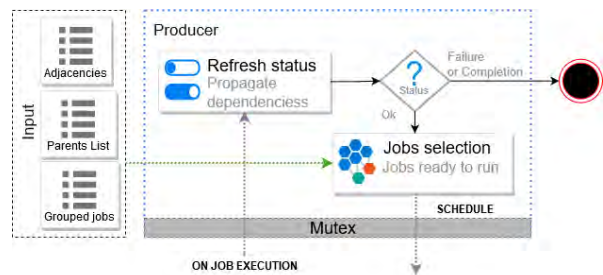 Producer
Input
Adjacencies
Parents List
Grouped jobs
Refresh status
Propagate
dependenciess
?
Status
Failure
or Completion
Ok
Jobs selection
Jobs ready to run
SCHEDULE
Mutex
ON JOB EXECUTION